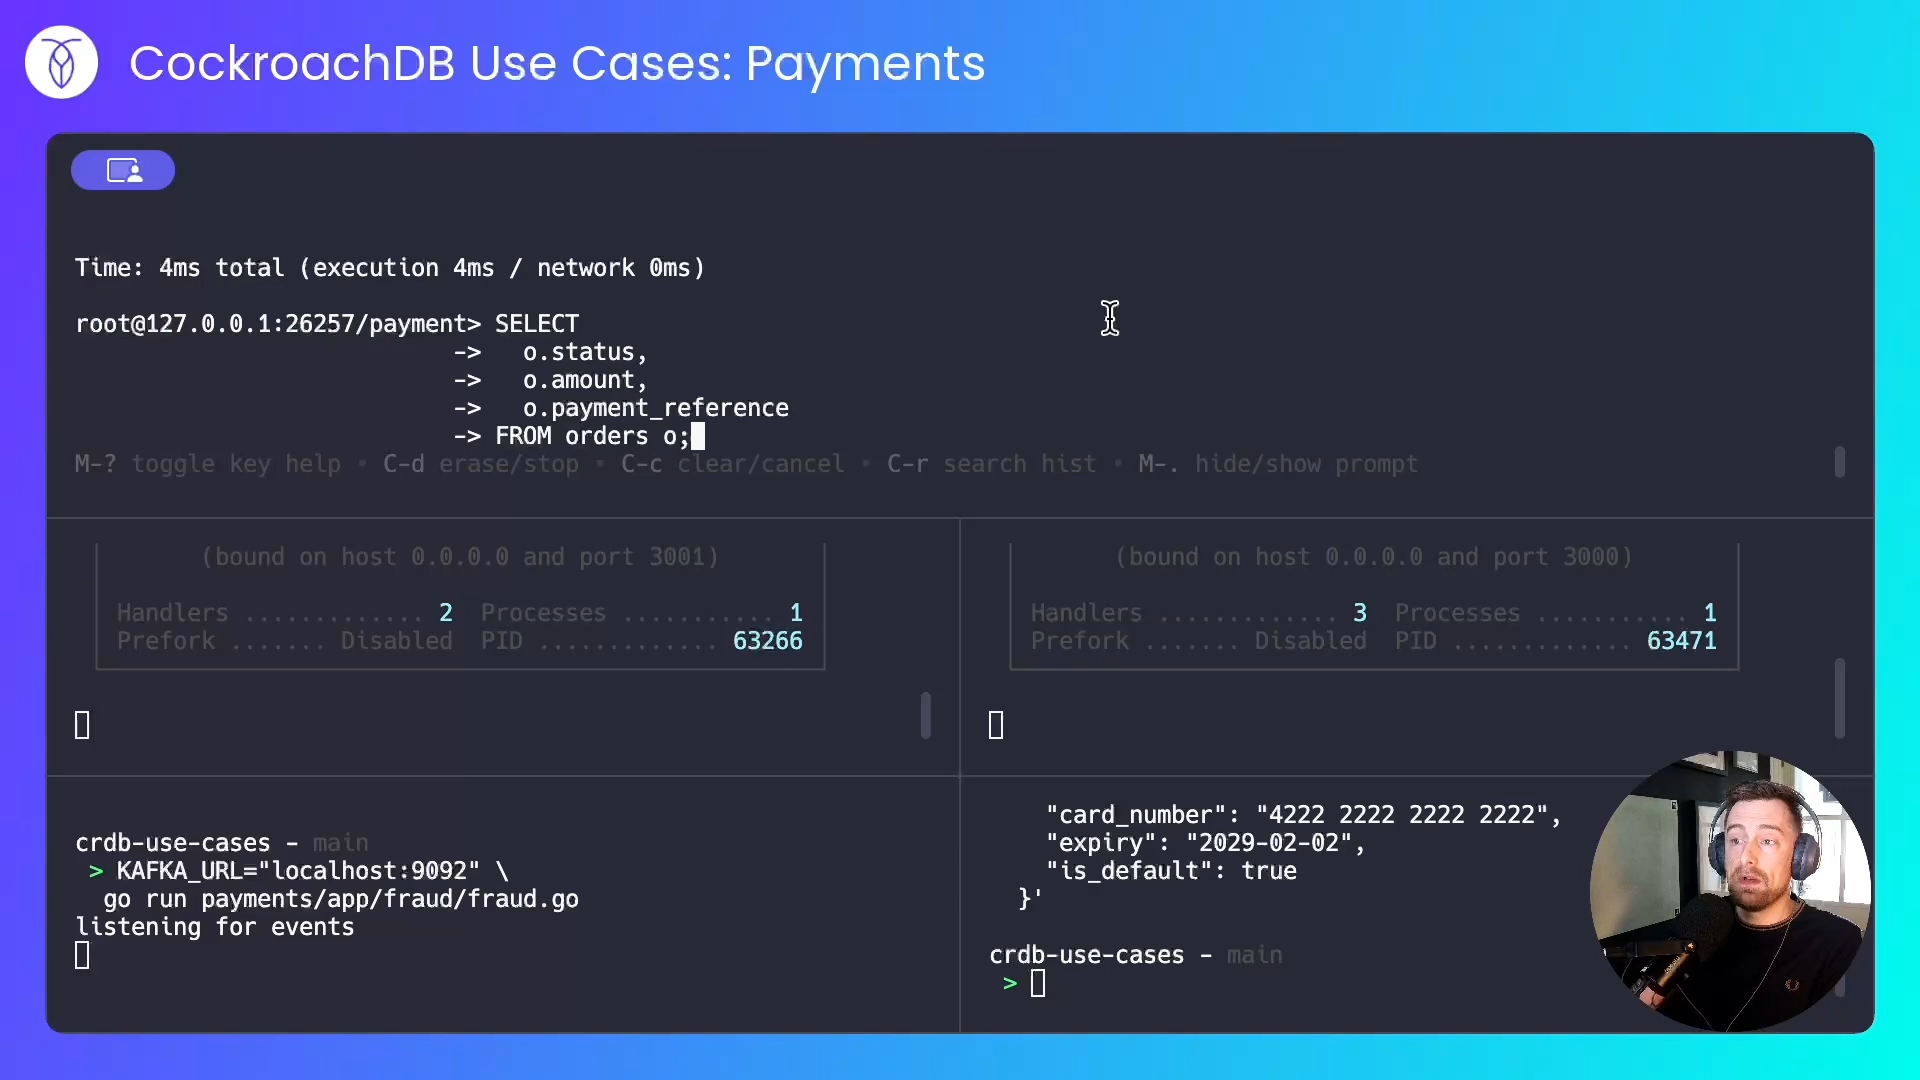 CockroachDB Use Cases: Payments
Time: 4ms total (execution 4ms / network 0ms)
root@127.0.0.1:26257/payment> SELECT
-> o.status,
-> o.amount,
-> o.payment_reference
-> FROM orders o;
M-? toggle key help · C-d erase/stop · C-c clear/cancel · C-r search hist · M-. hide/show prompt
(bound on host 0.0.0.0 and port 3001)
Handlers ............. 2 Processes ........... 1
Prefork ....... Disabled PID ............. 63266
(bound on host 0.0.0.0 and port 3000)
Handlers ............. 3 Processes ........... 1
Prefork ....... Disabled PID ............. 63471
crdb-use-cases - main
> KAFKA_URL="localhost:9092" \
go run payments/app/fraud/fraud.go
listening for events
"card_number": "4222 2222 2222 2222",
"expiry": "2029-02-02",
"is_default": true
}'
crdb-use-cases - main
>